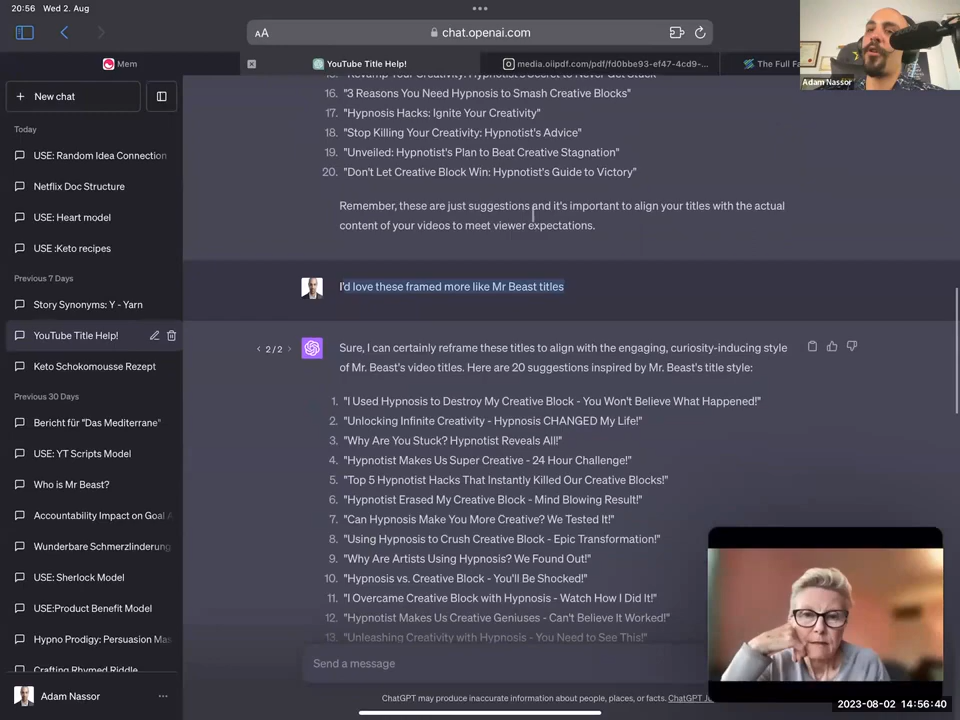 20:56 Wed 2. Aug
AA
chat.openai.com
Mem
YouTube Title Help!
media.oiipdf.com/pdf/fd0bbe93-ef47-4cd9-...
The Full Fa
Adam Nassor
New chat
Today
USE: Random Idea Connection
Netflix Doc Structure
USE: Heart model
USE :Keto recipes
Previous 7 Days
Story Synonyms: Y - Yarn
YouTube Title Help!
Keto Schokomousse Rezept
Previous 30 Days
Bericht für "Das Mediterrane"
USE: YT Scripts Model
Who is Mr Beast?
Accountability Impact on Goal A
Wunderbare Schmerzlinderung
USE: Sherlock Model
USE:Product Benefit Model
Hypno Prodigy: Persuasion Mas
Crafting Rhymed Riddle
Adam Nassor
16. "3 Reasons You Need Hypnosis to Smash Creative Blocks"
17. "Hypnosis Hacks: Ignite Your Creativity"
18. "Stop Killing Your Creativity: Hypnotist's Advice"
19. "Unveiled: Hypnotist's Plan to Beat Creative Stagnation"
20. "Don't Let Creative Block Win: Hypnotist's Guide to Victory"
Remember, these are just suggestions and it's important to align your titles with the actual
content of your videos to meet viewer expectations.
I'd love these framed more like Mr Beast titles
2 / 2
Sure, I can certainly reframe these titles to align with the engaging, curiosity-inducing style
of Mr. Beast's video titles. Here are 20 suggestions inspired by Mr. Beast's title style:
1. "I Used Hypnosis to Destroy My Creative Block - You Won't Believe What Happened!"
2. "Unlocking Infinite Creativity - Hypnosis CHANGED My Life!"
3. "Why Are You Stuck? Hypnotist Reveals All!"
4. "Hypnotist Makes Us Super Creative - 24 Hour Challenge!"
5. "Top 5 Hypnotist Hacks That Instantly Killed Our Creative Blocks!"
6. "Hypnotist Erased My Creative Block - Mind Blowing Result!"
7. "Can Hypnosis Make You More Creative? We Tested It!"
8. "Using Hypnosis to Crush Creative Block - Epic Transformation!"
9. "Why Are Artists Using Hypnosis? We Found Out!"
10. "Hypnosis vs. Creative Block - You'll Be Shocked!"
11. "I Overcame Creative Block with Hypnosis - Watch How I Did It!"
12. "Hypnotist Makes Us Creative Geniuses - Can't Believe It Worked!"
13. "Unleashing Creativity with Hypnosis - You Need to See This!"
Send a message
ChatGPT may produce inaccurate information about people, places, or facts. ChatGPT
2023-08-02 14:56:40